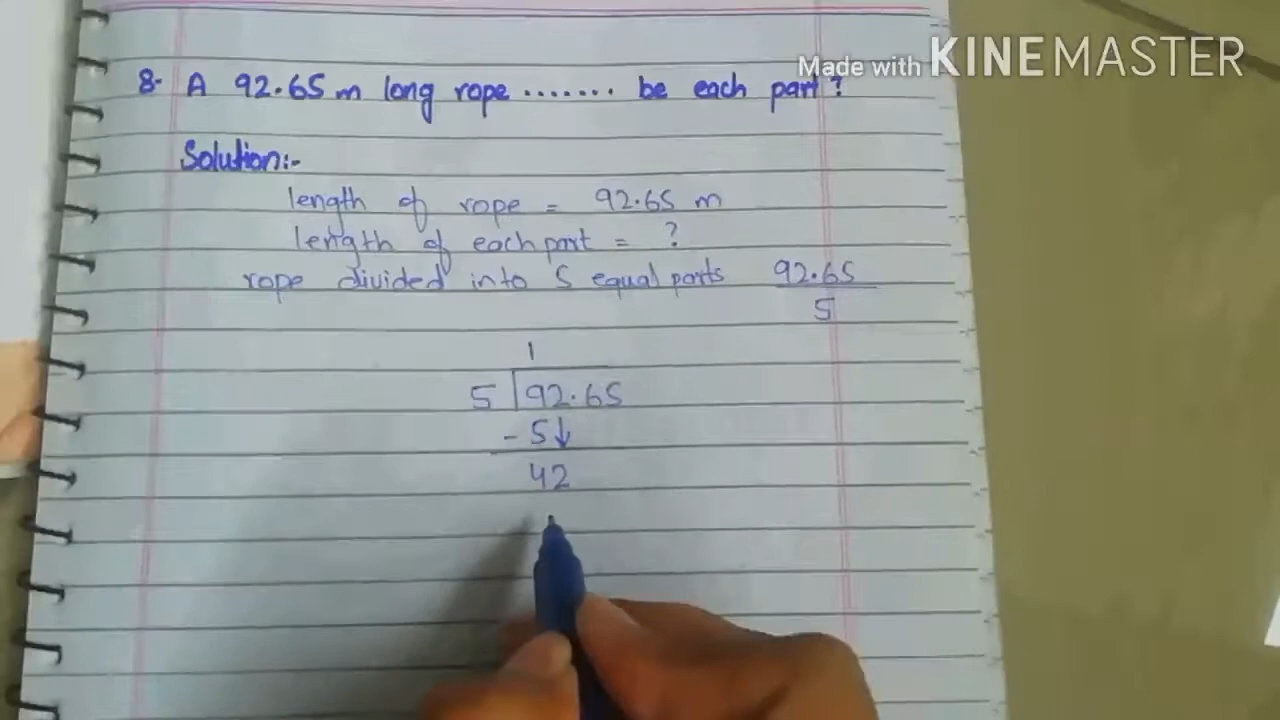 Made with KINEMASTER
8- A 92.65 m long rope ....... be each part?
Solution:-
length of rope = 92.65 m
length of each part = ?
rope divided into 5 equal parts 92.65
5
1
5 92.65
- 5↓
42